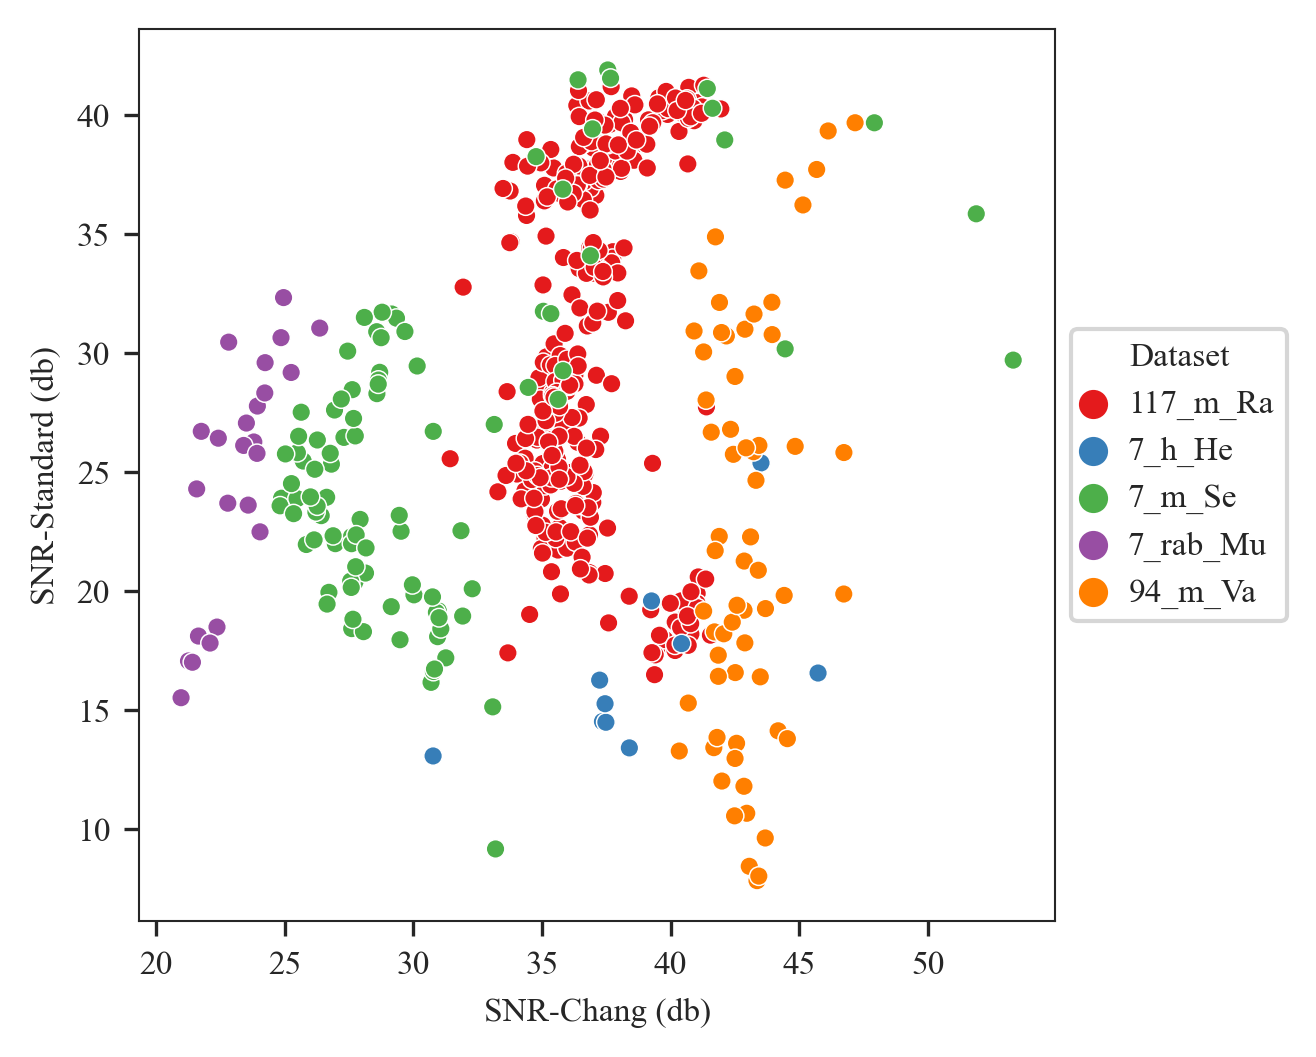 SNR-Standard (db)
40
35
30
25
20
15
10
20
25
30
35
40
45
50
SNR-Chang (db)
Dataset
117_m_Ra
7_h_He
7_m_Se
7_rab_Mu
94_m_Va